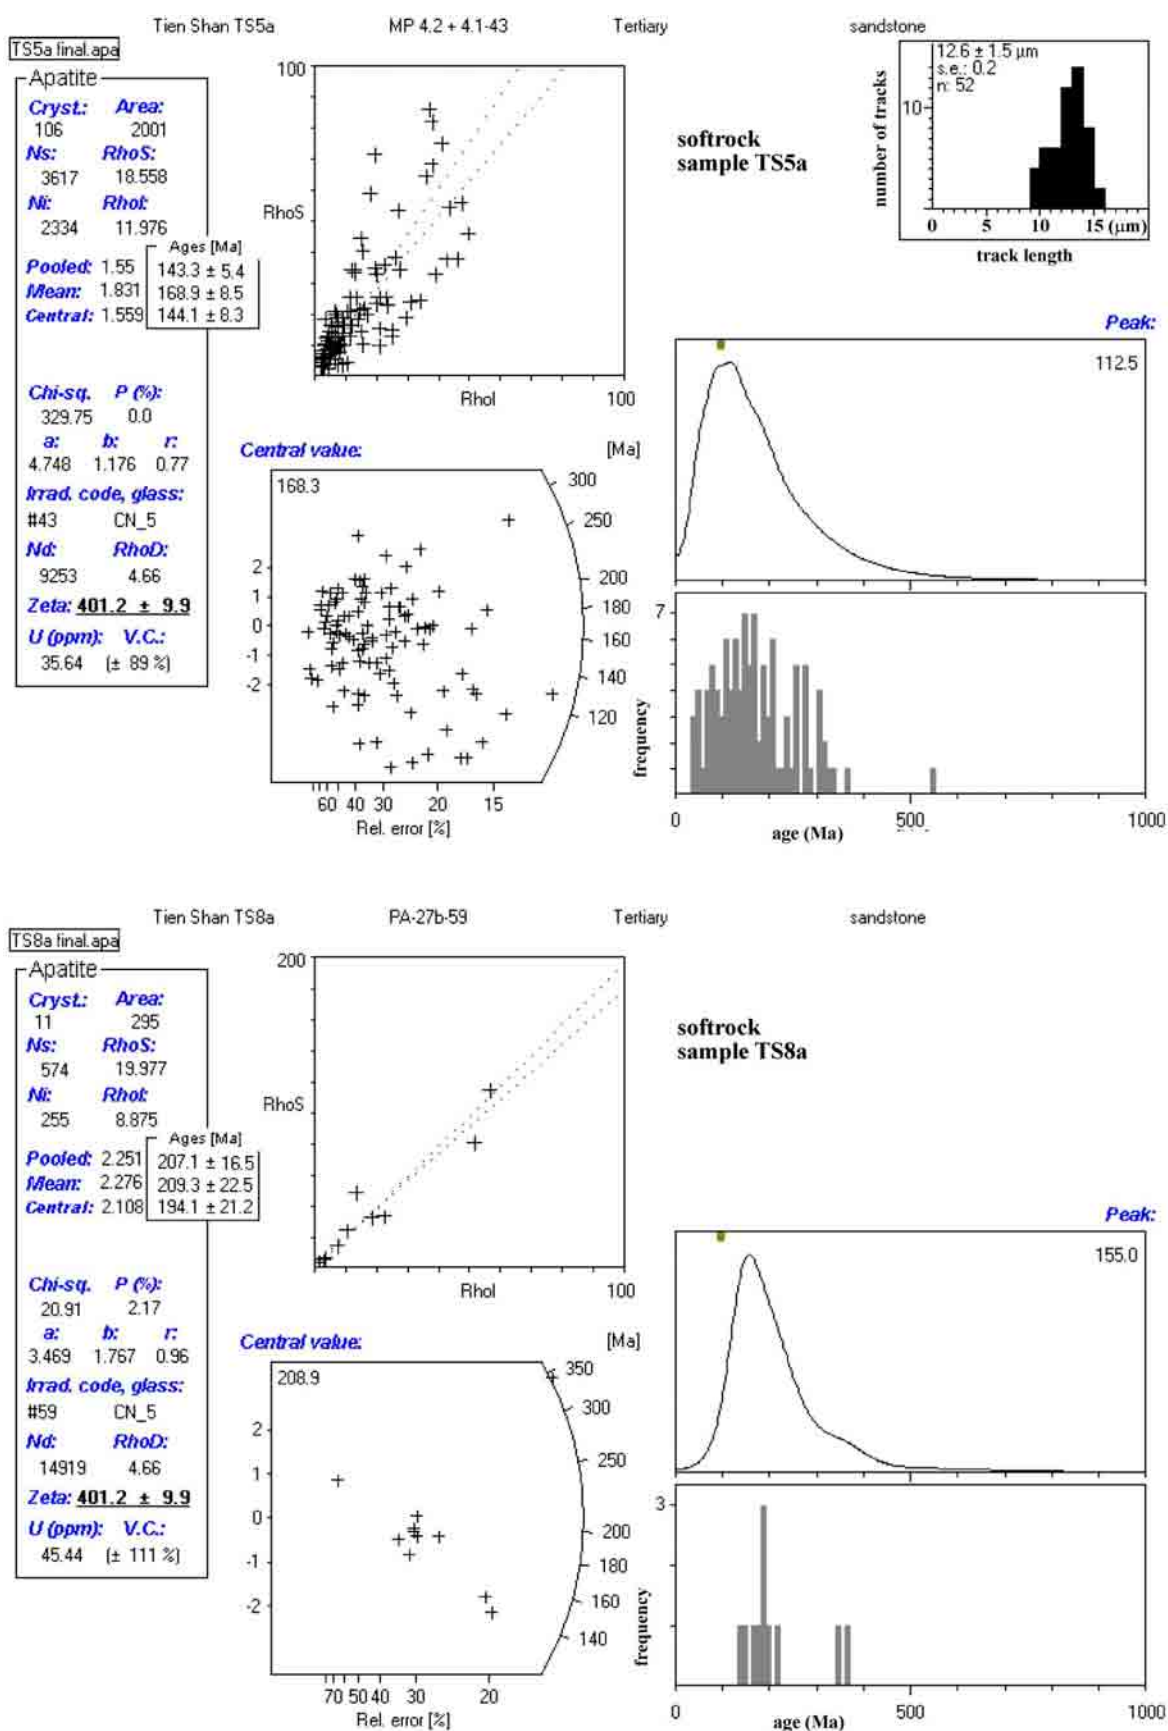 Tien Shan TS5a MP 4.2 + 4.1-43 Tertiary sandstone
TS5a final.apa
Apatite
Cryst.: Area:
106 2001
Ns: RhoS:
3617 18.558
Ni: RhoI:
2334 11.976
Ages [Ma]
Pooled: 1.55 143.3 ± 5.4
Mean: 1.831 168.9 ± 8.5
Central: 1.559 144.1 ± 8.3
Chi-sq. P (%):
329.75 0.0
a: b: r:
4.748 1.176 0.77
Irrad. code, glass:
#43 CN_5
Nd: RhoD:
9253 4.66
Zeta: 401.2 ± 9.9
U (ppm): V.C.:
35.64 (± 89 %)
100
RhoS
RhoI 100
softrock
sample TS5a
12.6 ± 1.5 µm
s.e.: 0.2
n: 52
10
number of tracks
0 5 10 15 (µm)
track length
Central value: [Ma]
168.3
300
250
200
180
160
140
120
2
1
0
-1
-2
60 40 30 20 15
Rel. error [%]
Peak:
112.5
7
frequency
0 500 1000
age (Ma)
Tien Shan TS8a PA-27b-59 Tertiary sandstone
TS8a final.apa
Apatite
Cryst.: Area:
11 295
Ns: RhoS:
574 19.977
Ni: RhoI:
255 8.875
Ages [Ma]
Pooled: 2.251 207.1 ± 16.5
Mean: 2.276 209.3 ± 22.5
Central: 2.108 194.1 ± 21.2
Chi-sq. P (%):
20.91 2.17
a: b: r:
3.469 1.767 0.96
Irrad. code, glass:
#59 CN_5
Nd: RhoD:
14919 4.66
Zeta: 401.2 ± 9.9
U (ppm): V.C.:
45.44 (± 111 %)
200
RhoS
RhoI 100
softrock
sample TS8a
Central value: [Ma]
208.9
350
300
250
200
180
160
140
2
1
0
-1
-2
70 50 40 30 20
Rel. error [%]
Peak:
155.0
3
frequency
0 500 1000
age (Ma)